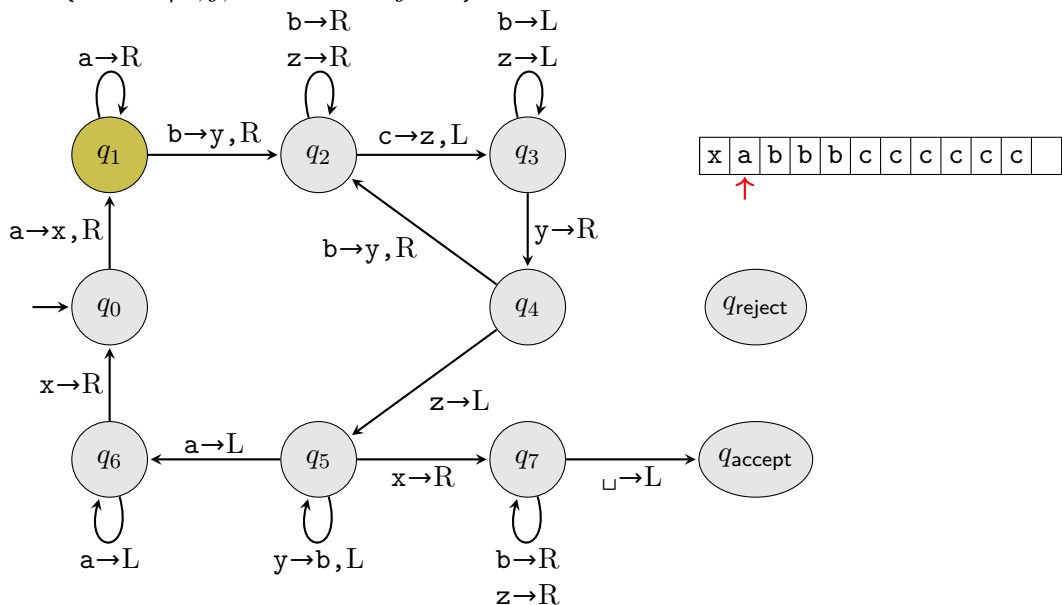 b→R b→L
a→R z→R z→L
q1 b→y,R q2 c→z,L q3 x a b b b c c c c c c
a→x,R b→y,R y→R
q0 q4 qreject
x→R z→L
q6 a→L q5 x→R q7 ␣→L qaccept
a→L y→b,L b→R
z→R